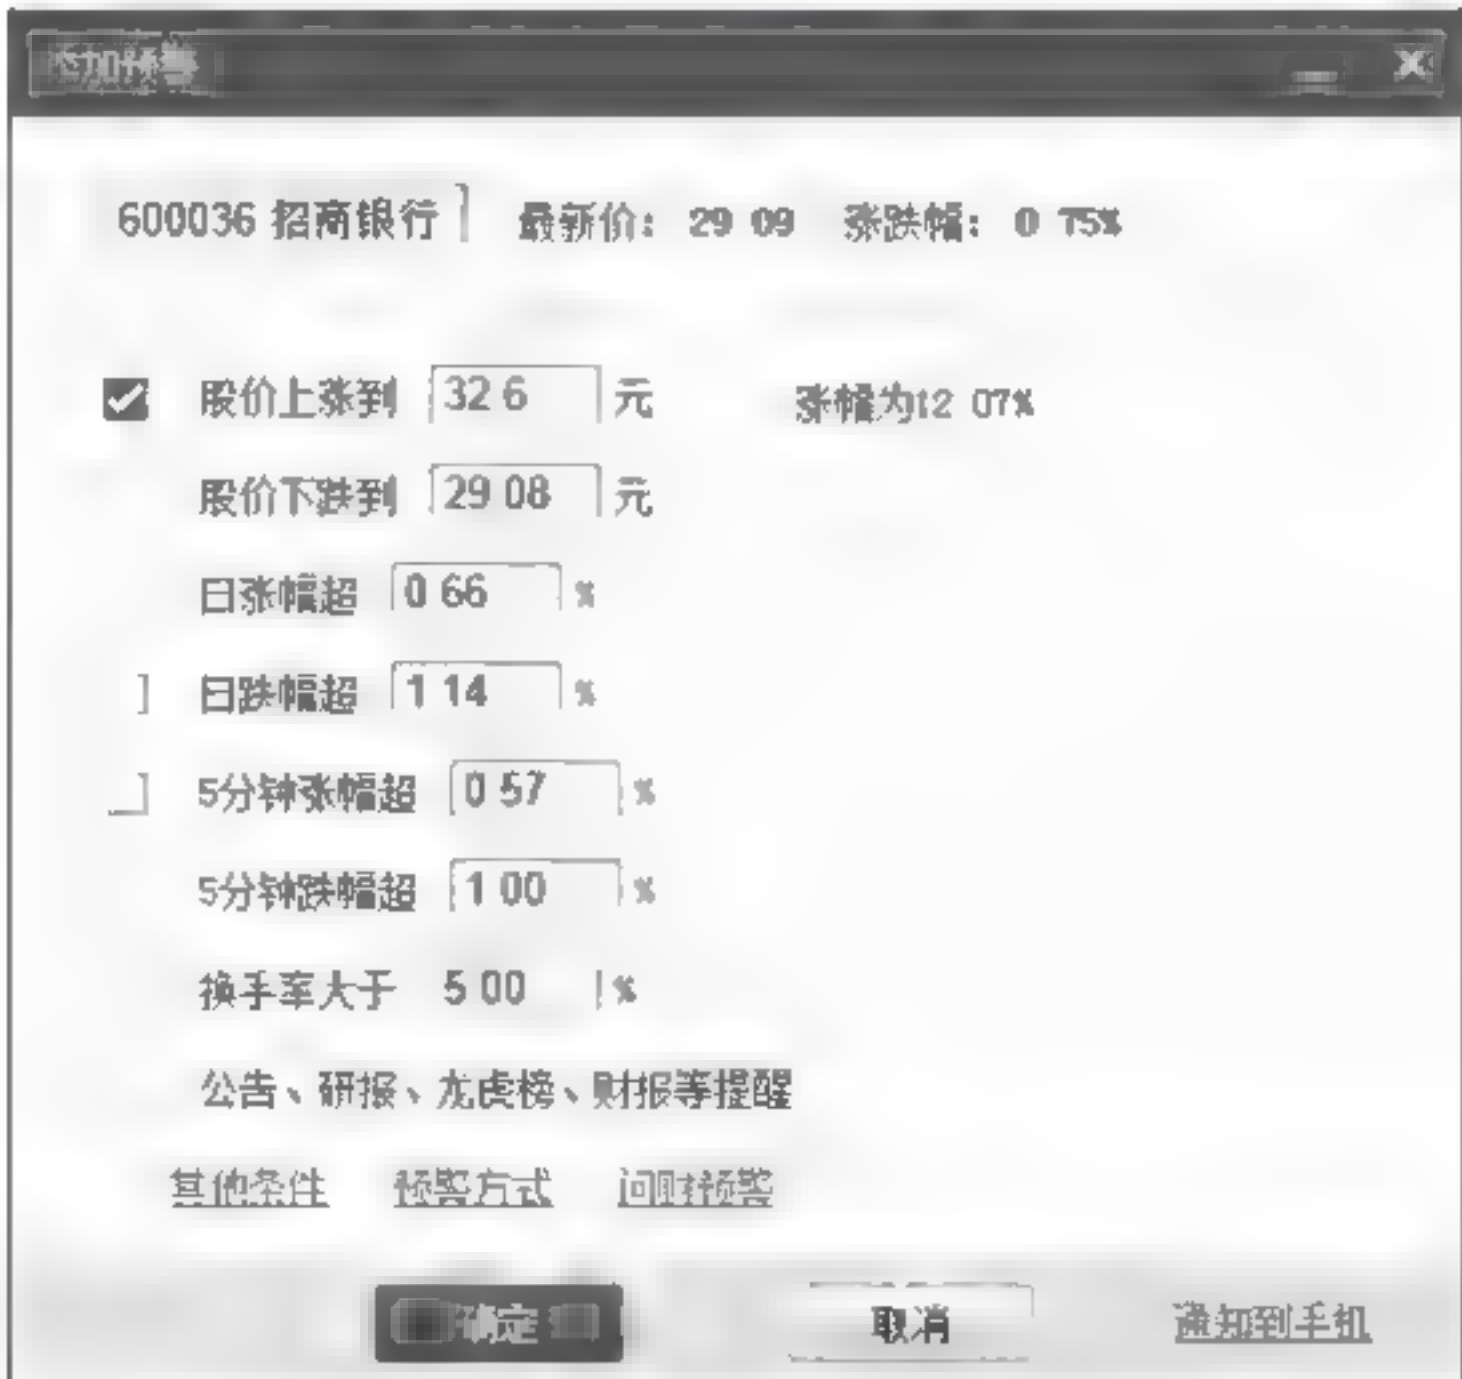 添加预警
600036 招商银行 最新价: 29 09 涨跌幅: 0 75%
股价上涨到 32 6 元 涨幅为12 07%
股价下跌到 29 08 元
日涨幅超 0 66 %
日跌幅超 1 14 %
5分钟涨幅超 0 57 %
5分钟跌幅超 1 00 %
换手率大于 5 00 %
公告、研报、龙虎榜、财报等提醒
其他条件 预警方式 问财预警
确定 取消 通知到手机